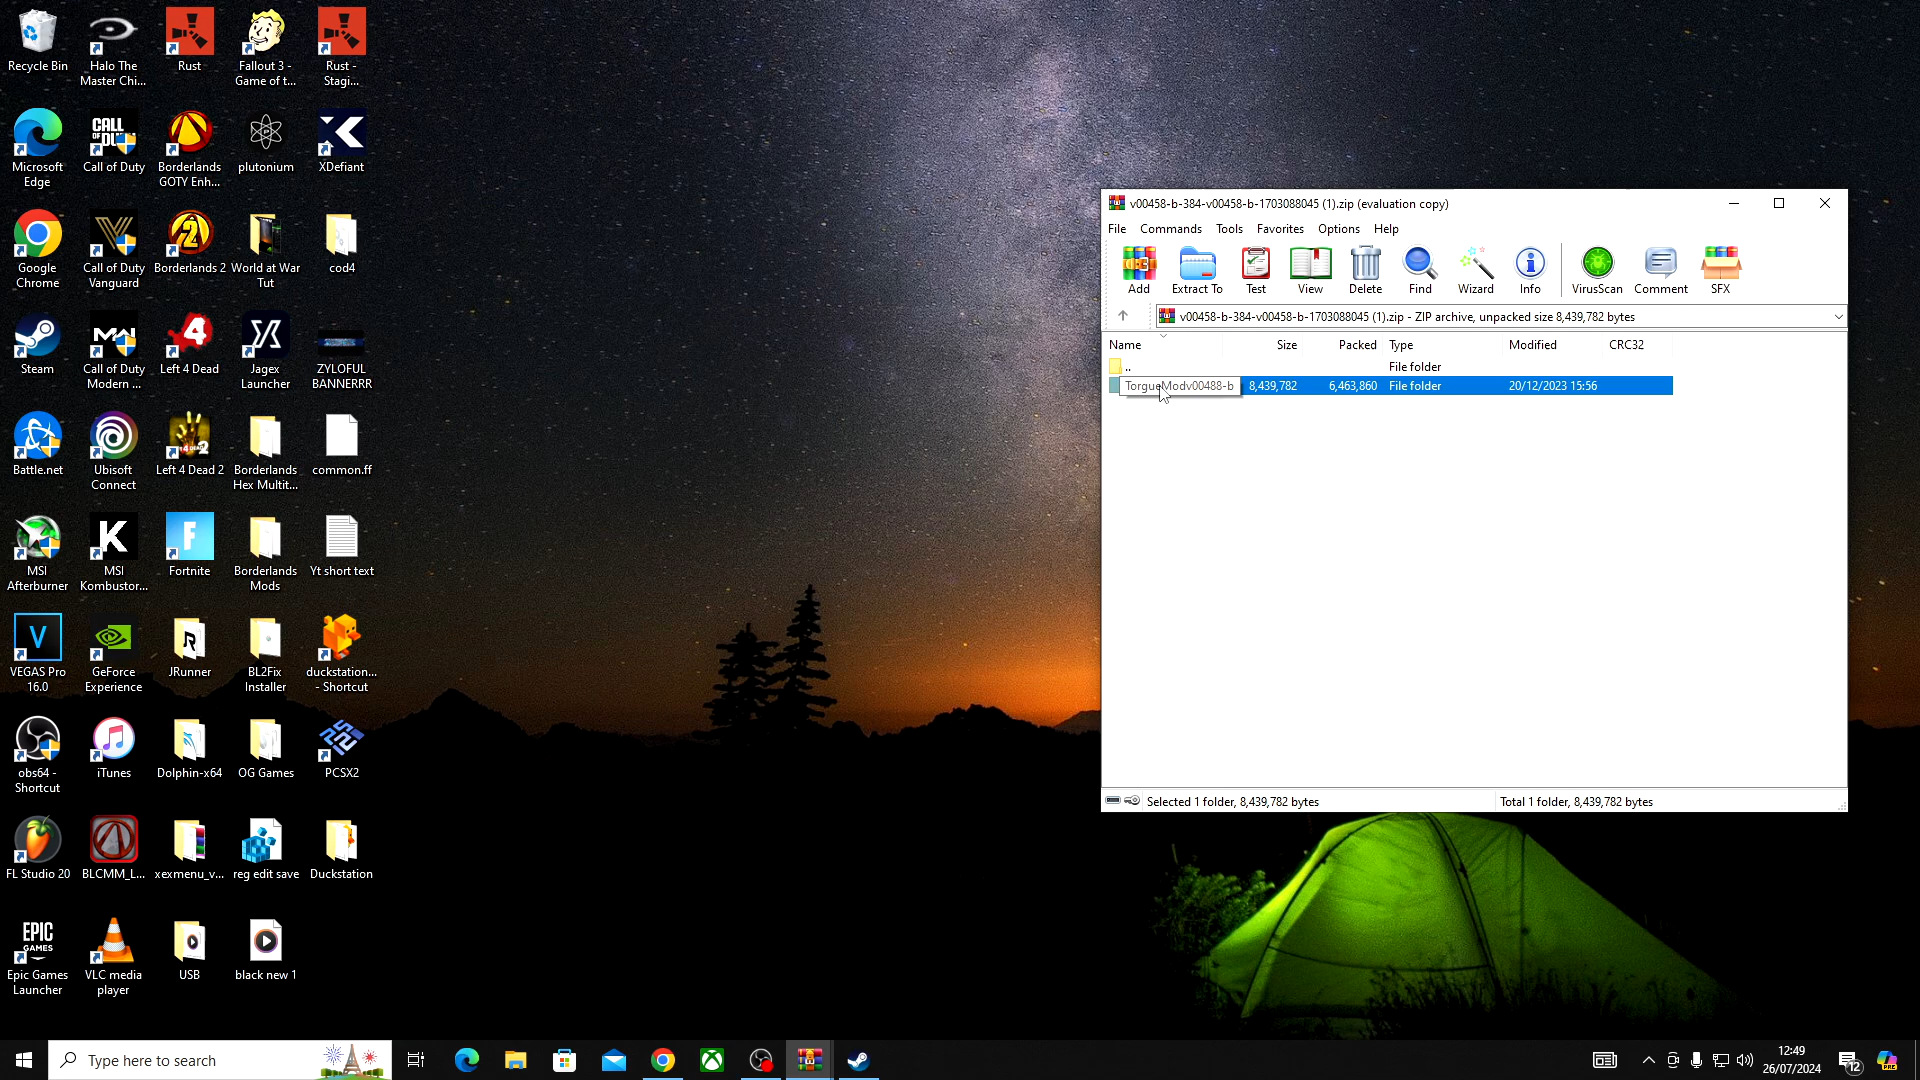 Recycle Bin
Halo The
Master Chi...
Rust
Fallout 3 -
Game of t...
Rust -
Stagi...
Microsoft
Edge
CALL
OF DU
Call of Duty
Borderlands
GOTY Enh...
plutonium
XDefiant
Google
Chrome
Call of Duty
Vanguard
Borderlands 2
World at War
Tut
cod4
Steam
Call of Duty
Modern ...
Left 4 Dead
Jagex
Launcher
ZYLOFUL
BANNERRR
Battle.net
Ubisoft
Connect
Left 4 Dead 2
Borderlands
Hex Multit...
common.ff
MSI
Afterburner
K
MSI
Kombustor...
F
Fortnite
Borderlands
Mods
Yt short text
V
VEGAS Pro
16.0
GeForce
Experience
JRunner
BL2Fix
Installer
duckstation...
- Shortcut
obs64 -
Shortcut
iTunes
Dolphin-x64
OG Games
PCSX2
FL Studio 20
BLCMM_L...
xexmenu_v...
reg edit save
Duckstation
EPIC
GAMES
Epic Games
Launcher
VLC media
player
USB
black new 1
v00458-b-384-v00458-b-1703088045 (1).zip (evaluation copy)
File Commands Tools Favorites Options Help
Add Extract To Test View Delete Find Wizard Info VirusScan Comment SFX
v00458-b-384-v00458-b-1703088045 (1).zip - ZIP archive, unpacked size 8,439,782 bytes
Name Size Packed Type Modified CRC32
.. File folder
TorgueModv00488-b 8,439,782 6,463,860 File folder 20/12/2023 15:56
Selected 1 folder, 8,439,782 bytes
Total 1 folder, 8,439,782 bytes
Type here to search
12:49
26/07/2024
12
PRE